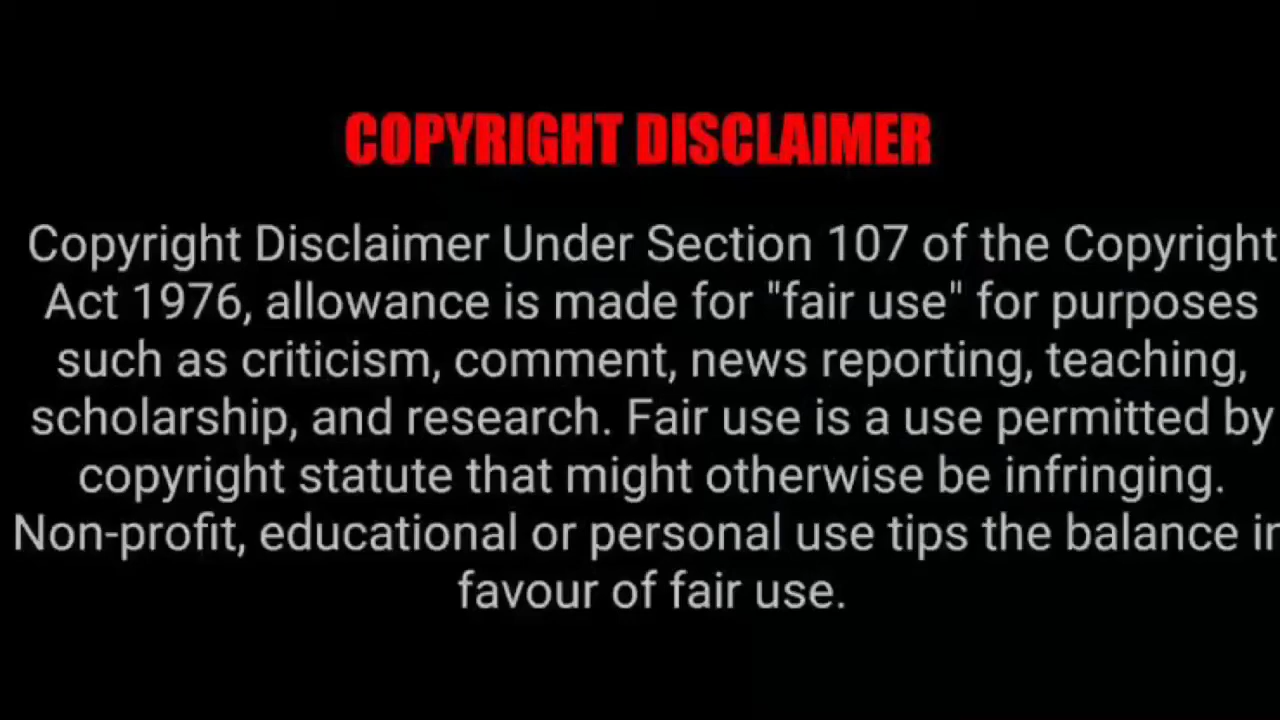 COPYRIGHT DISCLAIMER
Copyright Disclaimer Under Section 107 of the Copyright
Act 1976, allowance is made for "fair use" for purposes
such as criticism, comment, news reporting, teaching,
scholarship, and research. Fair use is a use permitted by
copyright statute that might otherwise be infringing.
Non-profit, educational or personal use tips the balance in
favour of fair use.